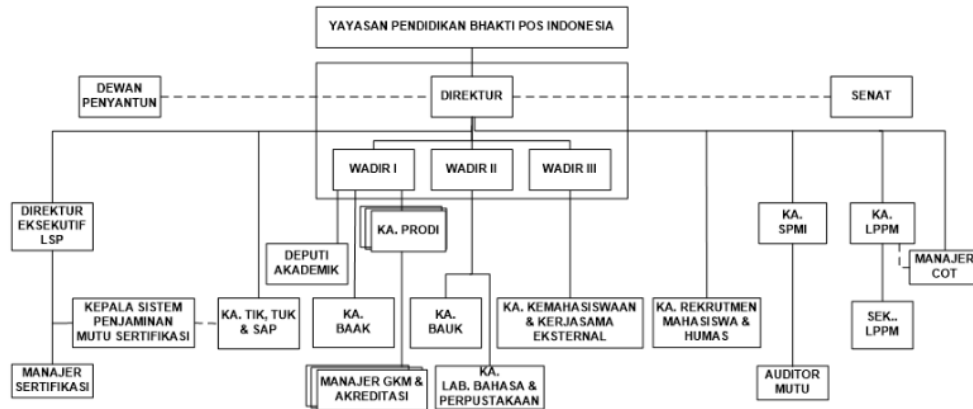 YAYASAN PENDIDIKAN BHAKTI POS INDONESIA
DEWAN
PENYANTUN
DIREKTUR
SENAT
WADIR I
WADIR II
WADIR III
DIREKTUR
EKSEKUTIF
LSP
KA. PRODI
KA.
SPMI
KA.
LPPM
DEPUTI
AKADEMIK
MANAJER
COT
KEPALA SISTEM
PENJAMINAN
MUTU SERTIFIKASI
KA. TIK, TUK
& SAP
KA.
BAAK
KA.
BAUK
KA. KEMAHASISWAAN
& KERJASAMA
EKSTERNAL
KA. REKRUTMEN
MAHASISWA &
HUMAS
SEK..
LPPM
MANAJER
SERTIFIKASI
MANAJER GKM &
AKREDITASI
KA.
LAB. BAHASA &
PERPUSTAKAAN
AUDITOR
MUTU